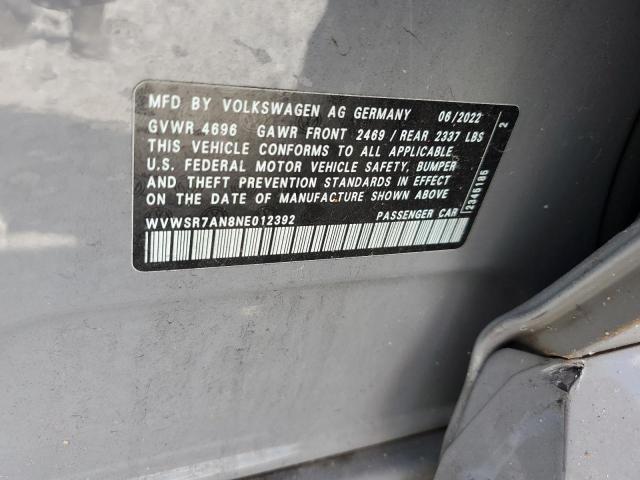 MFD BY VOLKSWAGEN AG GERMANY 06/2022
GVWR 4696 GAWR FRONT 2469 / REAR 2337 LBS
THIS VEHICLE CONFORMS TO ALL APPLICABLE
U.S. FEDERAL MOTOR VEHICLE SAFETY, BUMPER
AND THEFT PREVENTION STANDARDS IN EFFECT
ON THE DATE OF MANUFACTURE SHOWN ABOVE
WVWSR7AN8NE012392 PASSENGER CAR
2346186 2